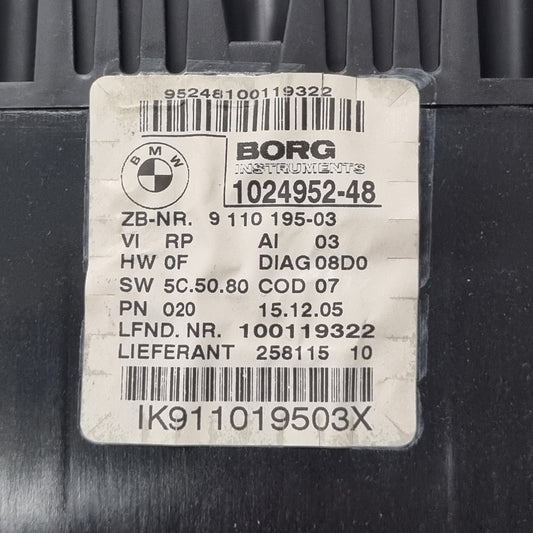 95248100119322
BMW
BORG
INSTRUMENTS
1024952-48
ZB-NR. 9 110 195-03
VI RP AI 03
HW 0F DIAG 08D0
SW 5C.50.80 COD 07
PN 020 15.12.05
LFND. NR. 100119322
LIEFERANT 258115 10
IK911019503X